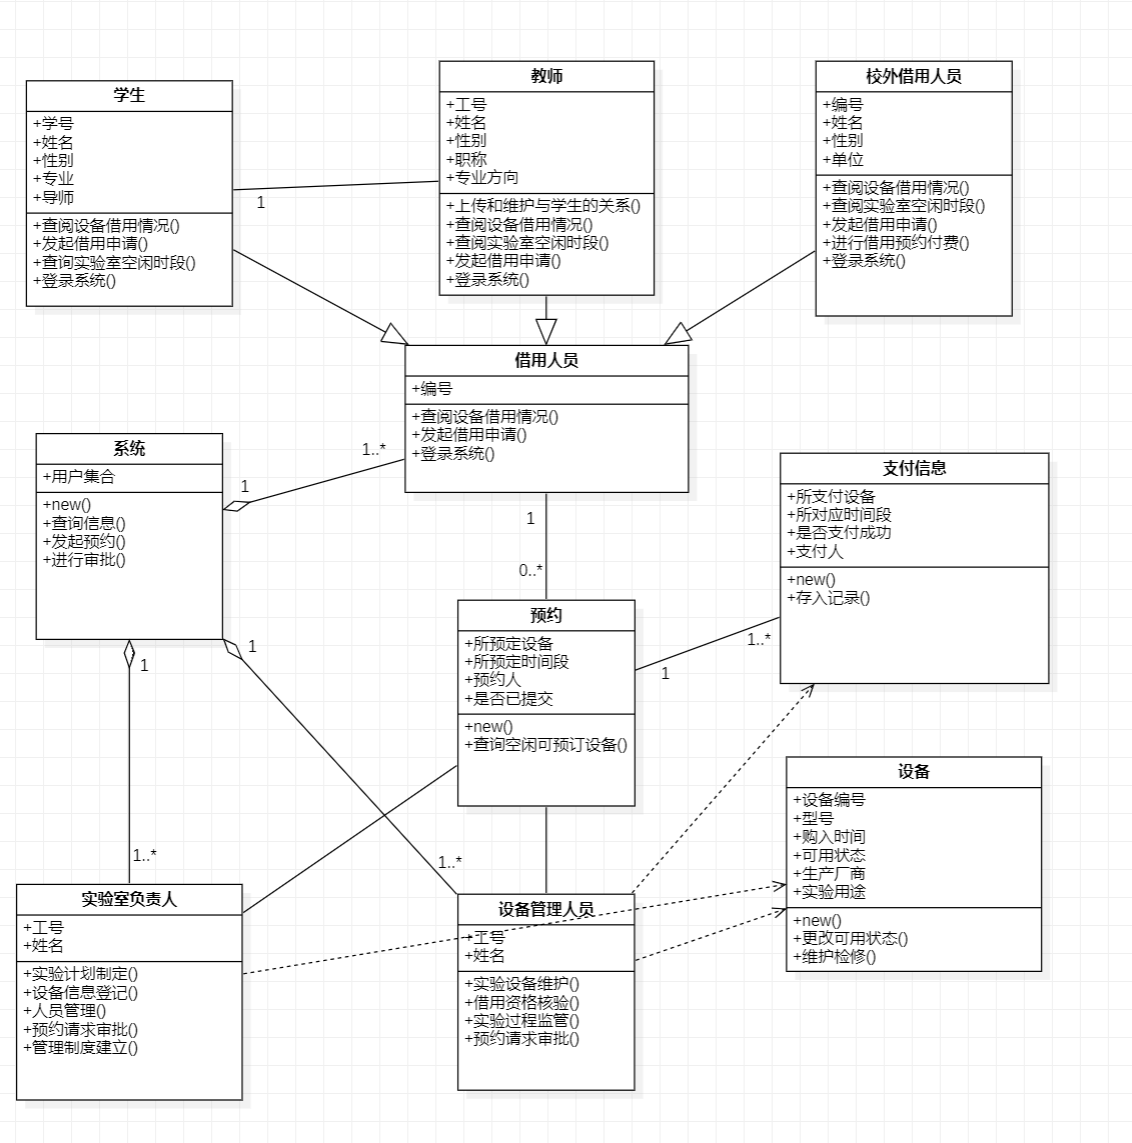 学生
+学号
+姓名
+性别
+专业
+导师
+查阅设备借用情况()
+发起借用申请()
+查询实验室空闲时段()
+登录系统()
1
教师
+工号
+姓名
+性别
+职称
+专业方向
+上传和维护与学生的关系()
+查阅设备借用情况()
+查阅实验室空闲时段()
+发起借用申请()
+登录系统()
校外借用人员
+编号
+姓名
+性别
+单位
+查阅设备借用情况()
+查阅实验室空闲时段()
+发起借用申请()
+进行借用预约付费()
+登录系统()
借用人员
+编号
+查阅设备借用情况()
+发起借用申请()
+登录系统()
1..*
1
系统
+用户集合
+new()
+查询信息()
+发起预约()
+进行审批()
1
0..*
支付信息
+所支付设备
+所对应时间段
+是否支付成功
+支付人
+new()
+存入记录()
预约
+所预定设备
+所预定时间段
+预约人
+是否已提交
+new()
+查询空闲可预订设备()
1..*
1
1
1
设备
+设备编号
+型号
+购入时间
+可用状态
+生产厂商
+实验用途
+new()
+更改可用状态()
+维护检修()
1..*
1..*
实验室负责人
+工号
+姓名
+实验计划制定()
+设备信息登记()
+人员管理()
+预约请求审批()
+管理制度建立()
设备管理人员
+工号
+姓名
+实验设备维护()
+借用资格核验()
+实验过程监管()
+预约请求审批()